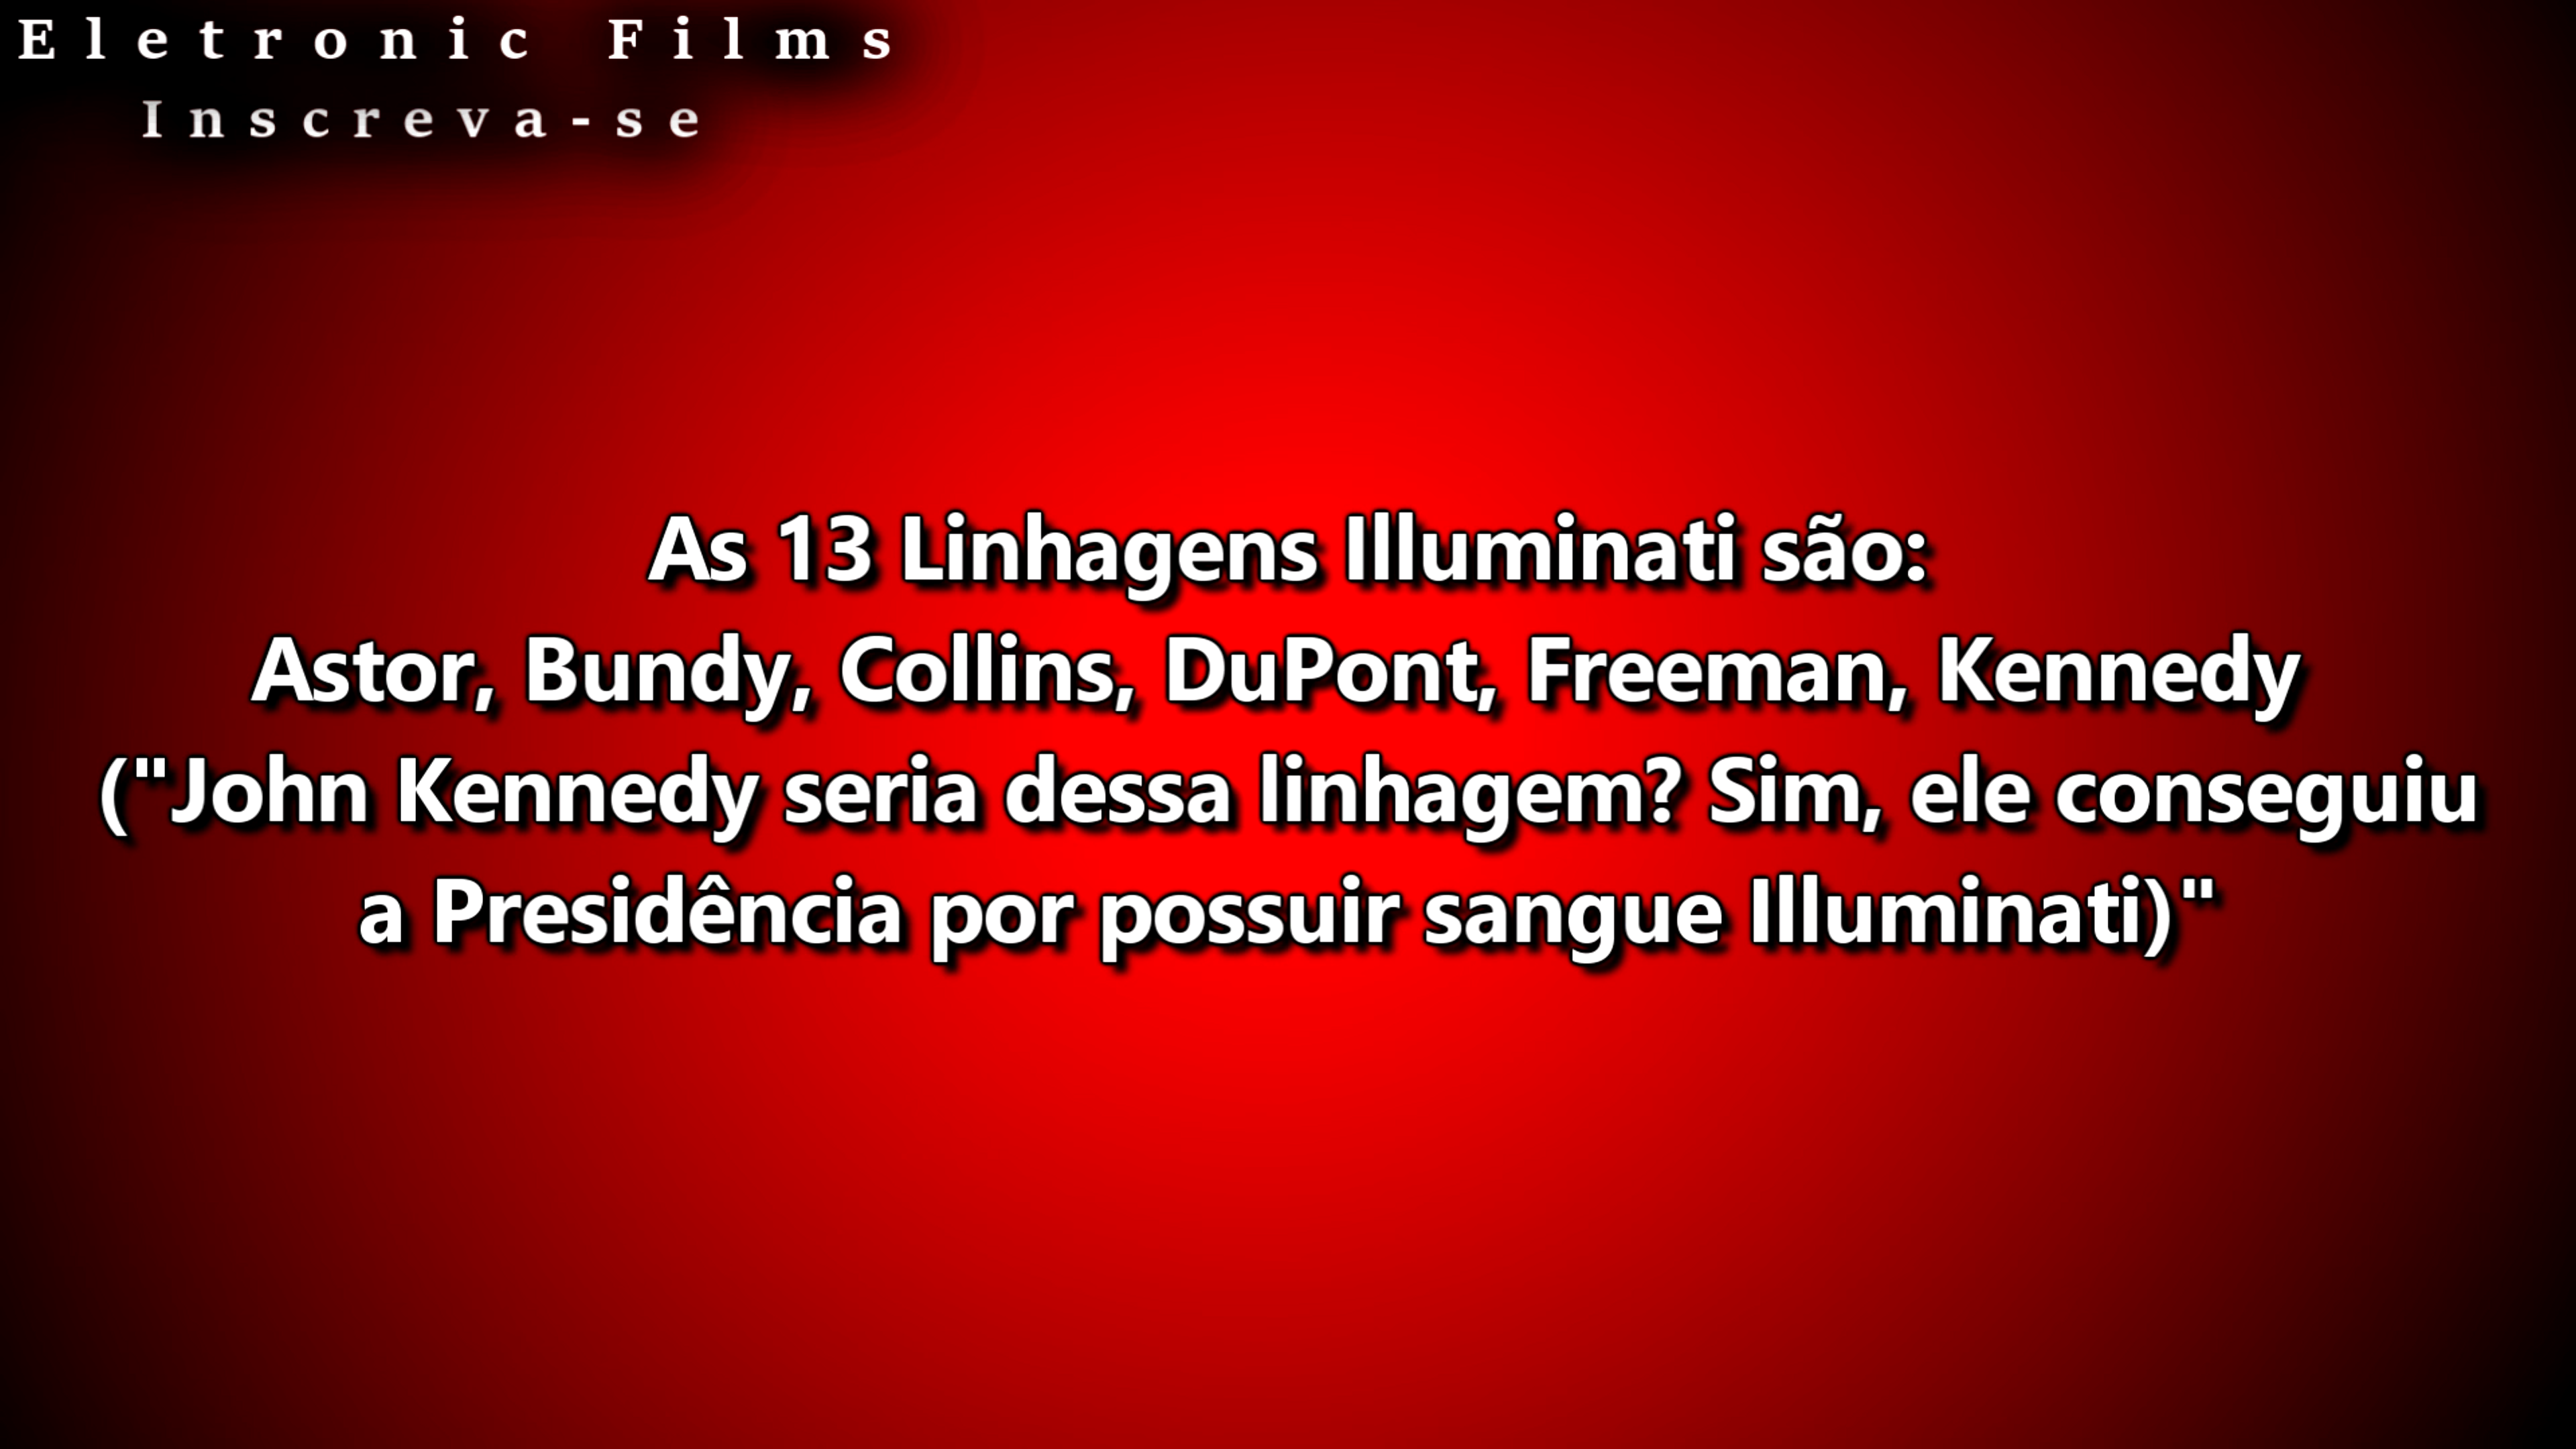 Eletronic Films
Inscreva-se
As 13 Linhagens Illuminati são:
Astor, Bundy, Collins, DuPont, Freeman, Kennedy
("John Kennedy seria dessa linhagem? Sim, ele conseguiu
a Presidência por possuir sangue Illuminati)"